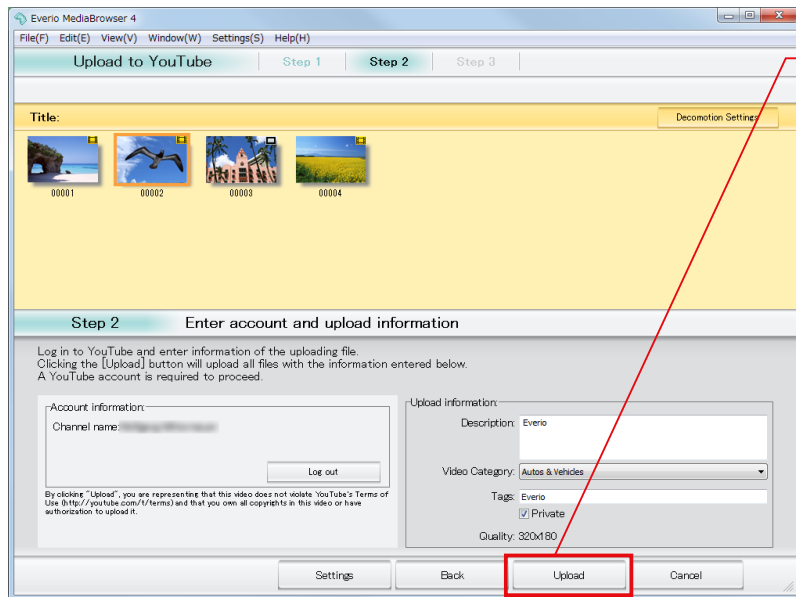 Everio MediaBrowser 4
File(F) Edit(E) View(V) Window(W) Settings(S) Help(H)
Upload to YouTube Step 1 Step 2 Step 3
Title: Decomotion Settings
00001 00002 00003 00004
Step 2 Enter account and upload information
Log in to YouTube and enter information of the uploading file.
Clicking the [Upload] button will upload all files with the information entered below.
A YouTube account is required to proceed.
Account information:
Channel name:
Log out
By clicking "Upload", you are representing that this video does not violate YouTube's Terms of
Use (http://youtube.com/t/terms) and that you own all copyrights in this video or have
authorization to upload it.
Upload information:
Description: Everio
Video Category: Autos & Vehicles
Tags: Everio
Private
Quality: 320x180
Settings Back Upload Cancel